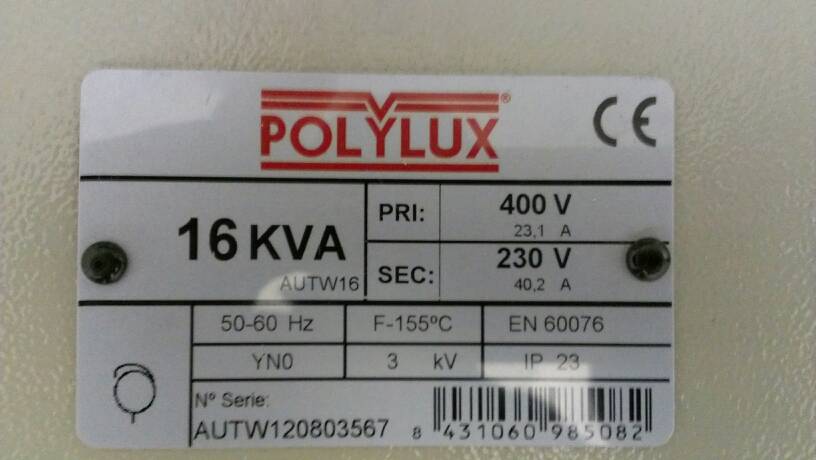 POLYLUX®
CE
16 KVA
AUTW16
PRI: 400 V
23,1 A
SEC: 230 V
40,2 A
50-60 Hz F-155ºC EN 60076
YN0 3 kV IP 23
Nº Serie:
AUTW120803567
8 431060 985082